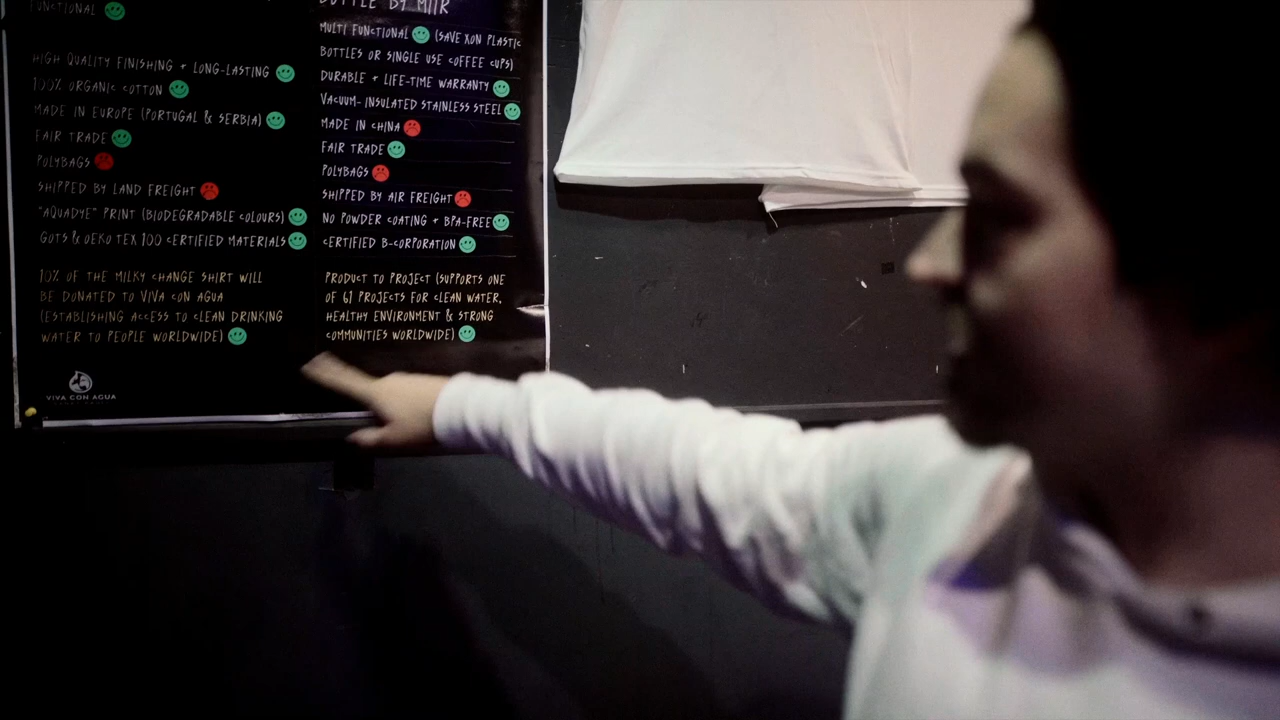 FUNCTIONAL
HIGH QUALITY FINISHING + LONG-LASTING
100% ORGANIC COTTON
MADE IN EUROPE (PORTUGAL & SERBIA)
FAIR TRADE
POLYBAGS
SHIPPED BY LAND FREIGHT
"AQUADYE" PRINT (BIODEGRADABLE COLOURS)
GOTS & OEKO TEX 100 CERTIFIED MATERIALS
10% OF THE MILKY CHANGE SHIRT WILL
BE DONATED TO VIVA CON AGUA
(ESTABLISHING ACCESS TO CLEAN DRINKING
WATER TO PEOPLE WORLDWIDE)
VIVA CON AGUA
BOTTLE BY MIIR
MULTI FUNCTIONAL (SAVE XON PLASTIC
BOTTLES OR SINGLE USE COFFEE CUPS)
DURABLE + LIFE-TIME WARRANTY
VACUUM- INSULATED STAINLESS STEEL
MADE IN CHINA
FAIR TRADE
POLYBAGS
SHIPPED BY AIR FREIGHT
NO POWDER COATING + BPA-FREE
CERTIFIED B-CORPORATION
PRODUCT TO PROJECT (SUPPORTS ONE
OF 61 PROJECTS FOR CLEAN WATER,
HEALTHY ENVIRONMENT & STRONG
COMMUNITIES WORLDWIDE)